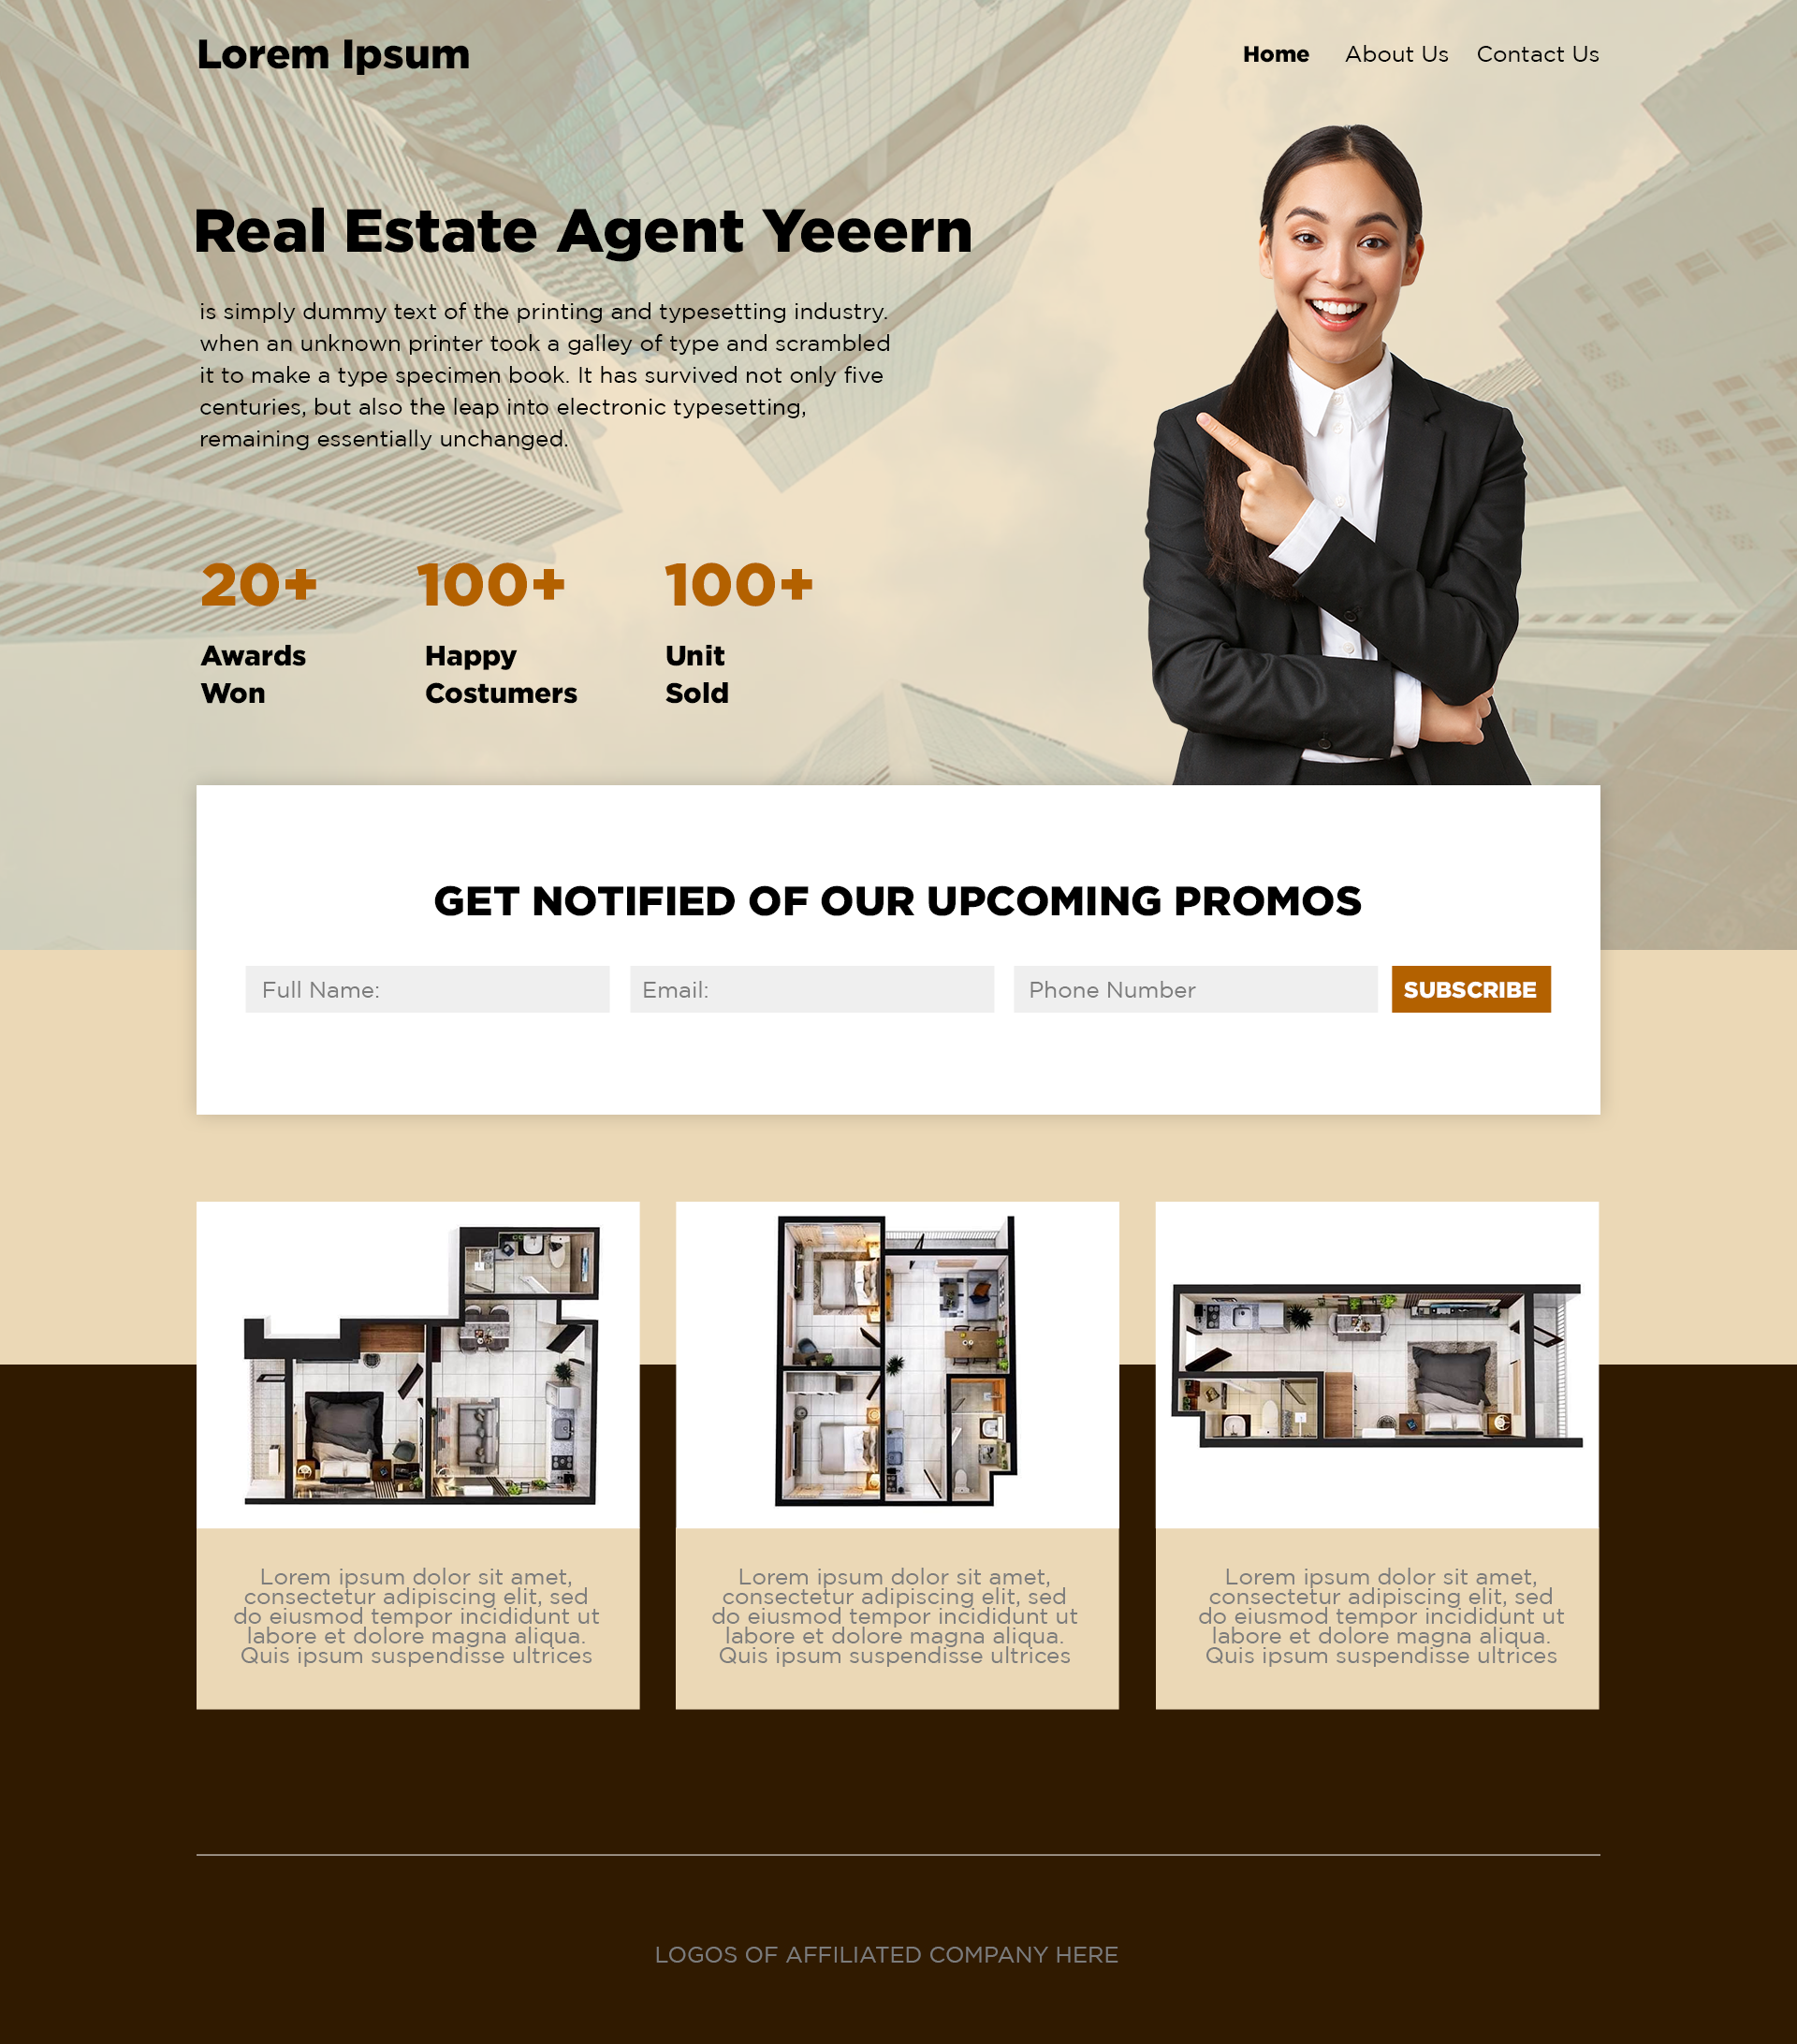 Lorem Ipsum
Home About Us Contact Us
Real Estate Agent Yeeern
is simply dummy text of the printing and typesetting industry.
when an unknown printer took a galley of type and scrambled
it to make a type specimen book. It has survived not only five
centuries, but also the leap into electronic typesetting,
remaining essentially unchanged.
20+ 100+ 100+
Awards Happy Unit
Won Costumers Sold
GET NOTIFIED OF OUR UPCOMING PROMOS
Full Name: Email: Phone Number SUBSCRIBE
Lorem ipsum dolor sit amet,
consectetur adipiscing elit, sed
do eiusmod tempor incididunt ut
labore et dolore magna aliqua.
Quis ipsum suspendisse ultrices
Lorem ipsum dolor sit amet,
consectetur adipiscing elit, sed
do eiusmod tempor incididunt ut
labore et dolore magna aliqua.
Quis ipsum suspendisse ultrices
Lorem ipsum dolor sit amet,
consectetur adipiscing elit, sed
do eiusmod tempor incididunt ut
labore et dolore magna aliqua.
Quis ipsum suspendisse ultrices
LOGOS OF AFFILIATED COMPANY HERE